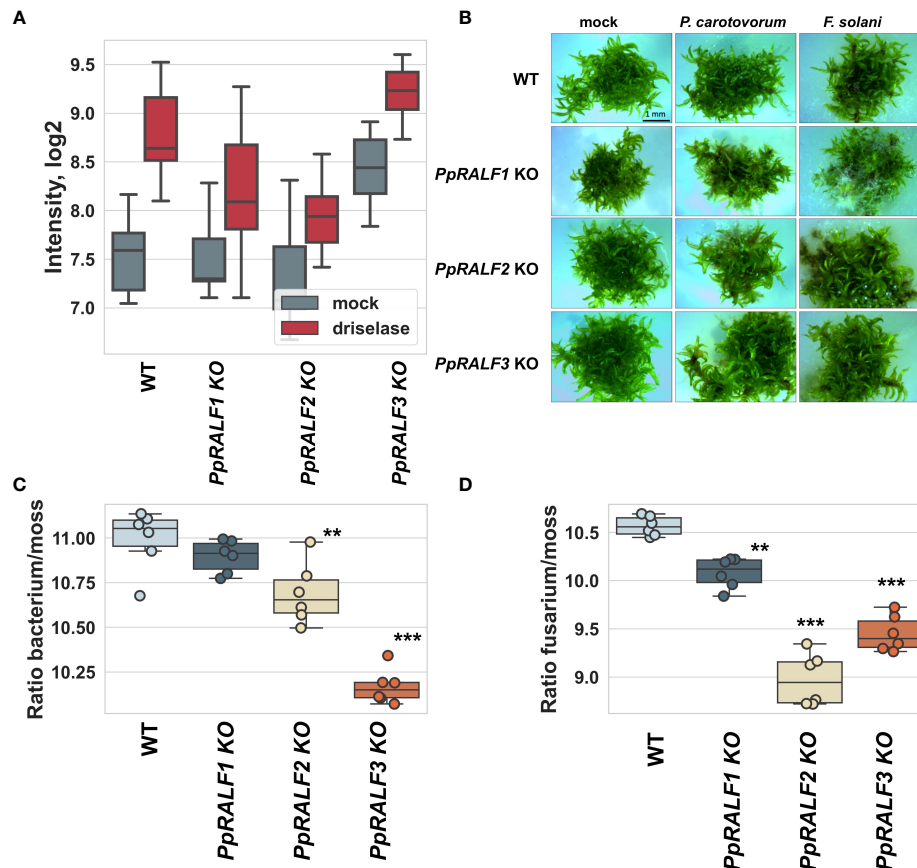 A
Intensity, log2
9.5
9.0
8.5
8.0
7.5
7.0
mock
driselase
WT
PpRALF1 KO
PpRALF2 KO
PpRALF3 KO
B
mock P. carotovorum F. solani
WT
1 mm
PpRALF1 KO
PpRALF2 KO
PpRALF3 KO
C
Ratio bacterium/moss
11.00
10.75
10.50
10.25
**
***
WT
PpRALF1 KO
PpRALF2 KO
PpRALF3 KO
D
Ratio fusarium/moss
10.5
10.0
9.5
9.0
**
***
***
WT
PpRALF1 KO
PpRALF2 KO
PpRALF3 KO